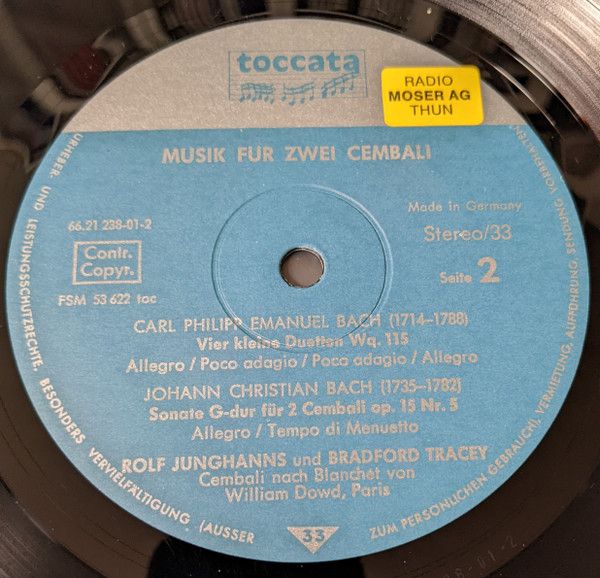 toccata
RADIO
MOSER AG
THUN
MUSIK FÜR ZWEI CEMBALI
66.21 238-01-2
Contr.
Copyr.
FSM 53 622 toc
Made in Germany
Stereo/33
Seite 2
CARL PHILIPP EMANUEL BACH (1714–1788)
Vier kleine Duetten Wq. 115
Allegro / Poco adagio / Poco adagio / Allegro
JOHANN CHRISTIAN BACH (1735–1782)
Sonate G-dur für 2 Cembali op. 15 Nr. 5
Allegro / Tempo di Menuetto
ROLF JUNGHANNS und BRADFORD TRACEY
Cembali nach Blanchet von
William Dowd, Paris
33
URHEBER- UND LEISTUNGSSCHUTZRECHTE, BESONDERS VERVIELFÄLTIGUNG (AUSSER ZUM PERSÖNLICHEN GEBRAUCH), VERMIETUNG, AUFFÜHRUNG, SENDUNG VORBEHALTEN